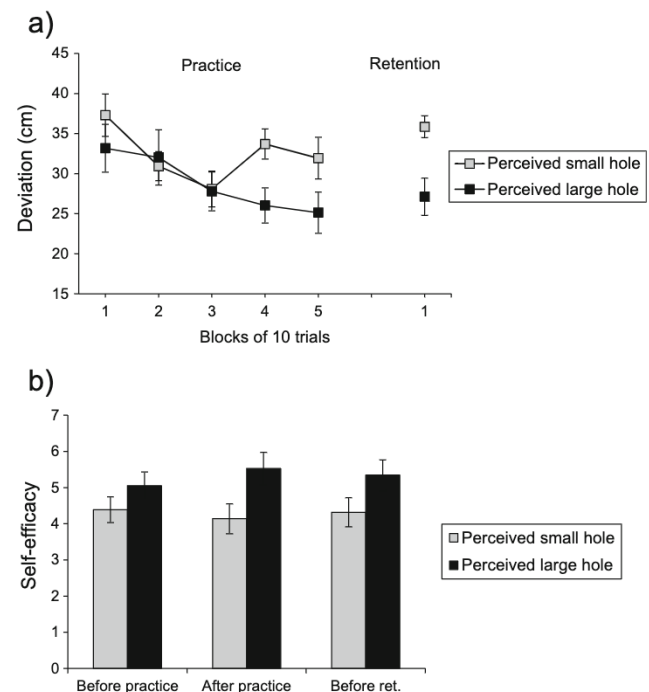 a)
Practice
Retention
Deviation (cm)
45
40
35
30
25
20
15
1 2 3 4 5 1
Blocks of 10 trials
Perceived small hole
Perceived large hole
b)
Self-efficacy
7
6
5
4
3
2
1
0
Before practice After practice Before ret.
Perceived small hole
Perceived large hole